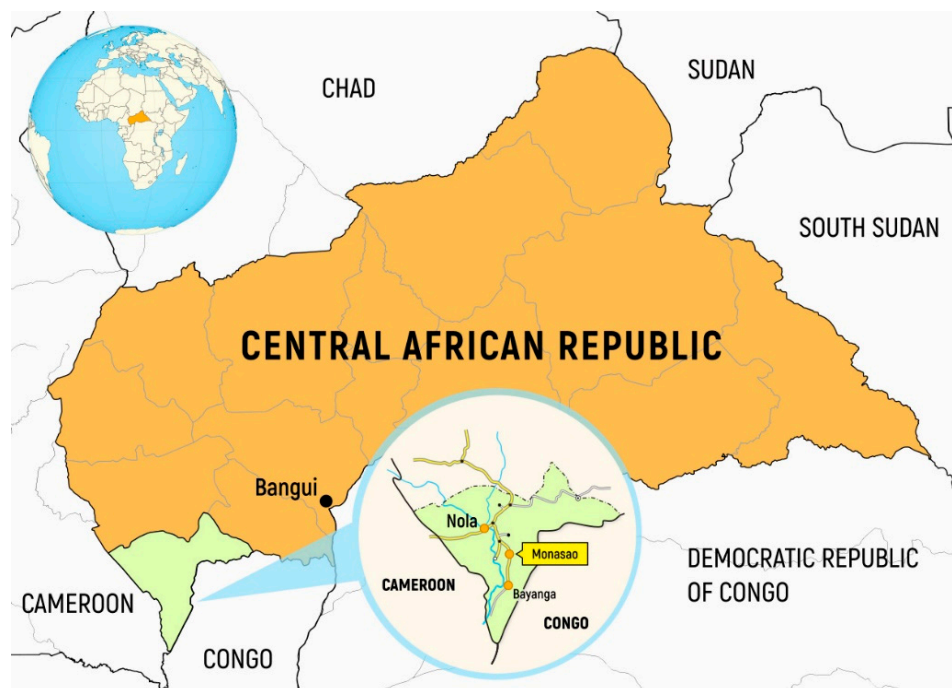 CHAD
SUDAN
SOUTH SUDAN
CENTRAL AFRICAN REPUBLIC
Bangui
Nola
Monasao
CAMEROON
Bayanga
CONGO
DEMOCRATIC REPUBLIC
OF CONGO
CAMEROON
CONGO